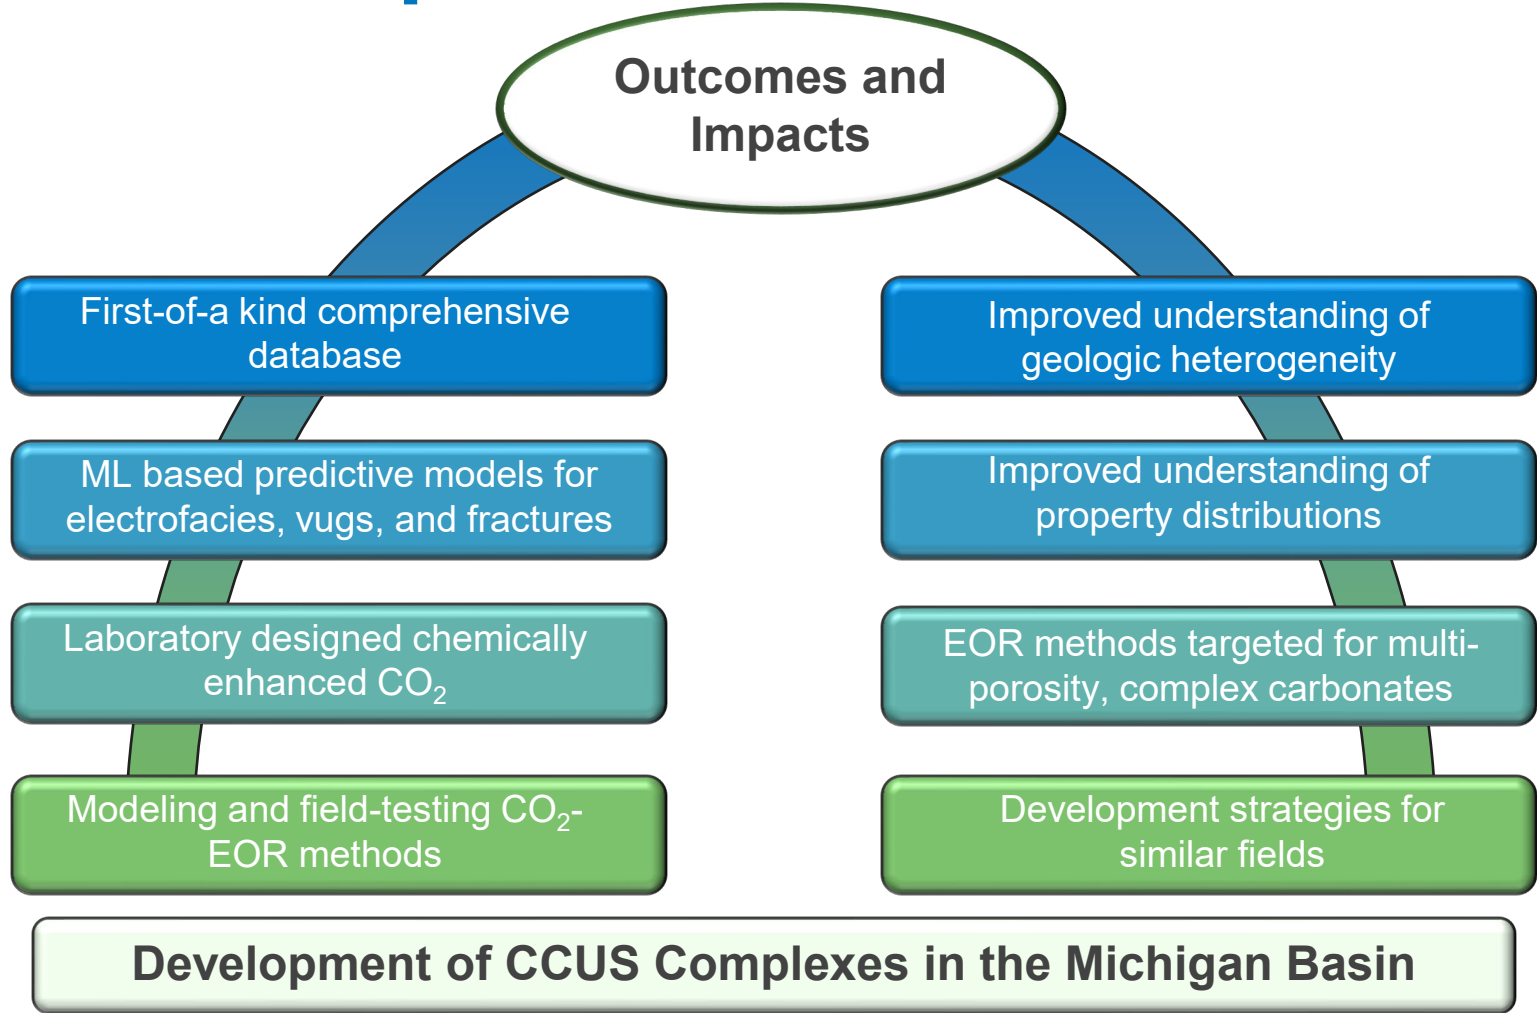 Outcomes and
Impacts
First-of-a kind comprehensive
database
ML based predictive models for
electrofacies, vugs, and fractures
Laboratory designed chemically
enhanced CO₂
Modeling and field-testing CO₂-
EOR methods
Improved understanding of
geologic heterogeneity
Improved understanding of
property distributions
EOR methods targeted for multi-
porosity, complex carbonates
Development strategies for
similar fields
Development of CCUS Complexes in the Michigan Basin